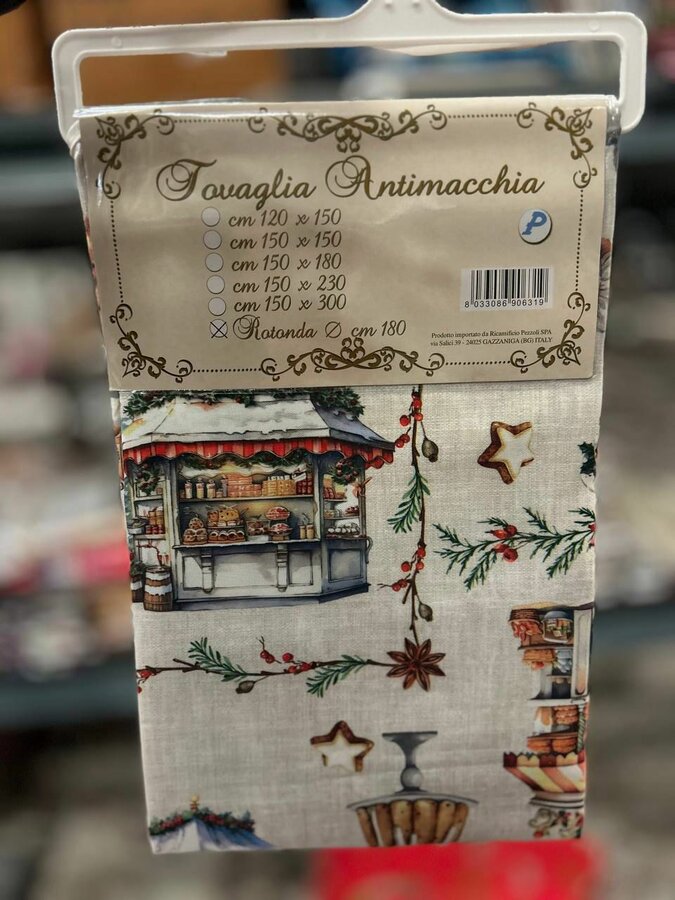 Tovaglia Antimacchia
cm 120 x 150
cm 150 x 150
cm 150 x 180
cm 150 x 230
cm 150 x 300
Rotonda Ø cm 180
P
8 033086 906319
Prodotto importato da Ricamificio Pezzoli SPA
via Salici 39 - 24025 GAZZANIGA (BG) ITALY